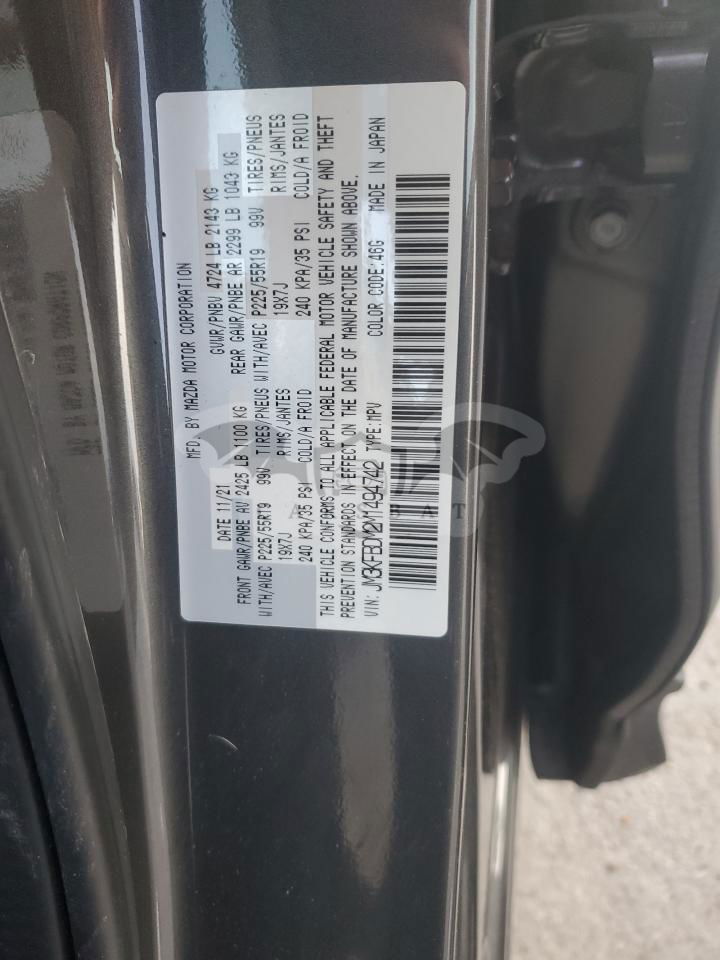 MFD. BY MAZDA MOTOR CORPORATION
DATE 11/21 GVWR/PNBV 4724 LB 2143 KG
FRONT GAWR/PNBE AV 2425 LB 1100 KG REAR GAWR/PNBE AR 2299 LB 1043 KG
WITH/AVEC P225/55R19 99V TIRES/PNEUS WITH/AVEC P225/55R19 99V TIRES/PNEUS
19X7J RIMS/JANTES 19X7J RIMS/JANTES
240 KPA/35 PSI COLD/A FROID 240 KPA/35 PSI COLD/A FROID
THIS VEHICLE CONFORMS TO ALL APPLICABLE FEDERAL MOTOR VEHICLE SAFETY AND THEFT
PREVENTION STANDARDS IN EFFECT ON THE DATE OF MANUFACTURE SHOWN ABOVE.
VIN: JM3KFBDM2M1494742 TYPE:MPV COLOR CODE:46G MADE IN JAPAN